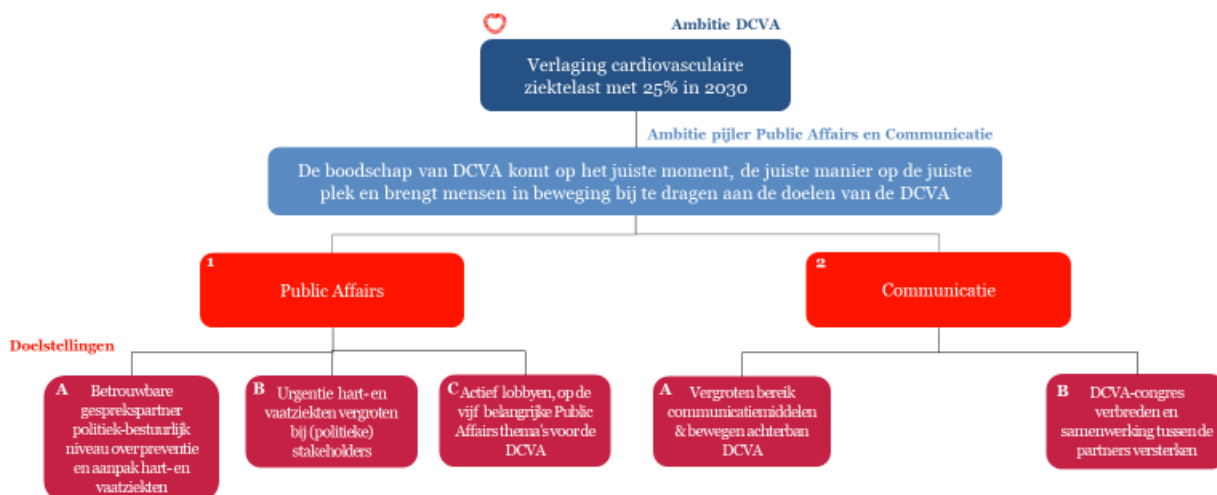 Ambitie DCVA
Verlaging cardiovasculaire
ziektelast met 25% in 2030
Ambitie pijler Public Affairs en Communicatie
De boodschap van DCVA komt op het juiste moment, de juiste manier op de juiste
plek en brengt mensen in beweging bij te dragen aan de doelen van de DCVA
1
Public Affairs
2
Communicatie
Doelstellingen
A Betrouwbare
gesprekspartner
politiek-bestuurlijk
niveau over preventie
en aanpak hart- en
vaatziekten
B Urgentie hart- en
vaatziekten vergroten
bij (politieke)
stakeholders
C Actief lobbyen, op de
vijf belangrijke Public
Affairs thema's voor de
DCVA
A Vergroten bereik
communicatiemiddelen
& bewegen achterban
DCVA
B DCVA-congres
verbreden en
samenwerking tussen de
partners versterken